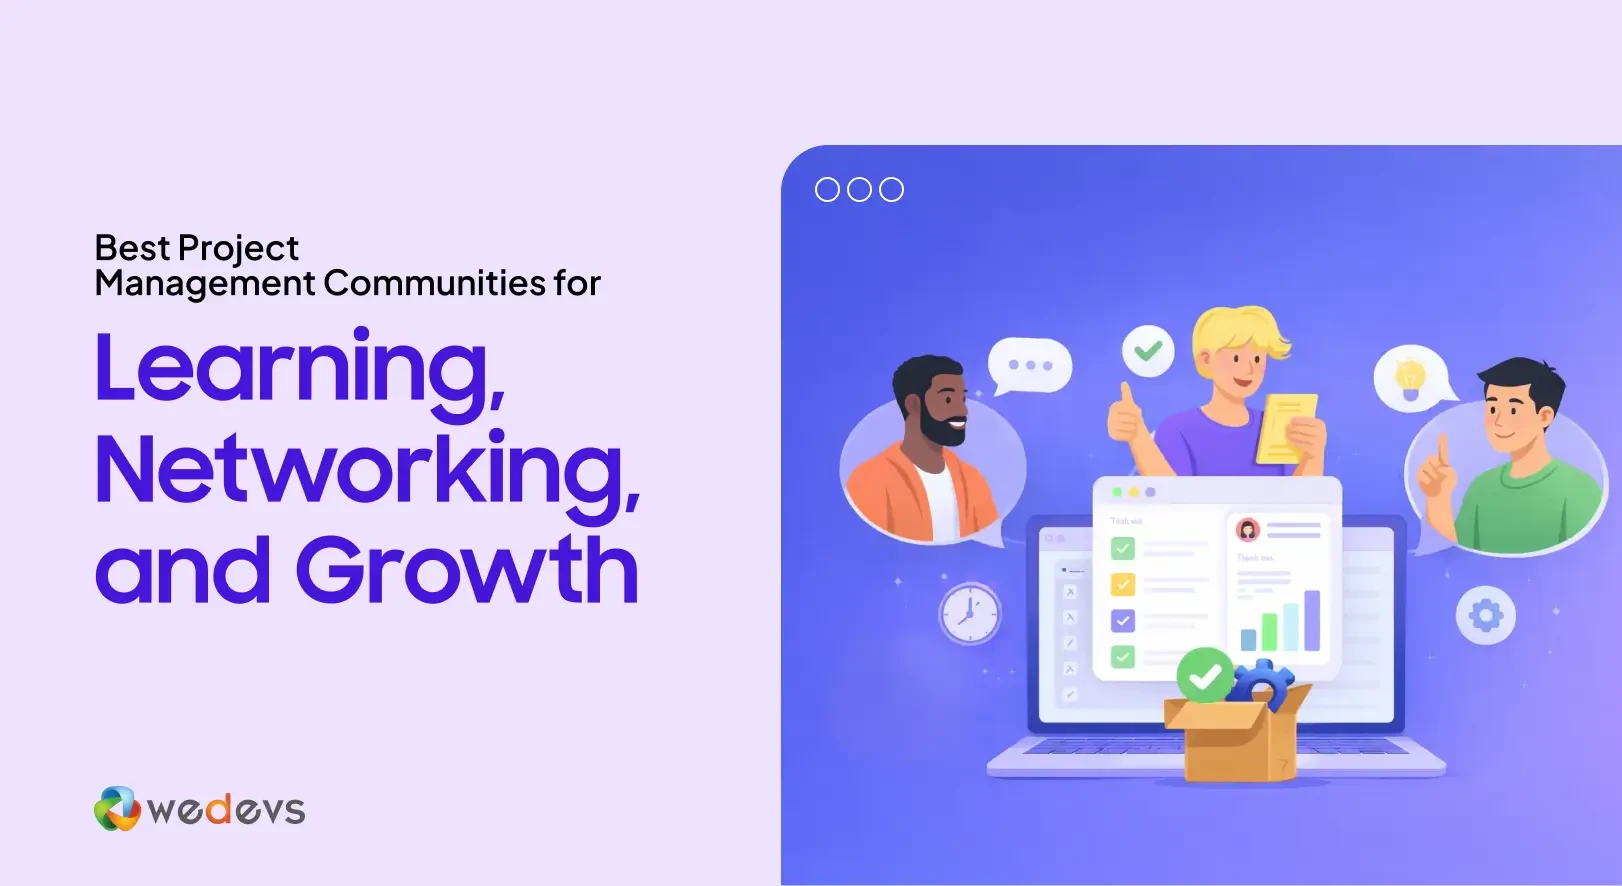 Best Project
Management Communities for
Learning,
Networking,
and Growth
wedevs